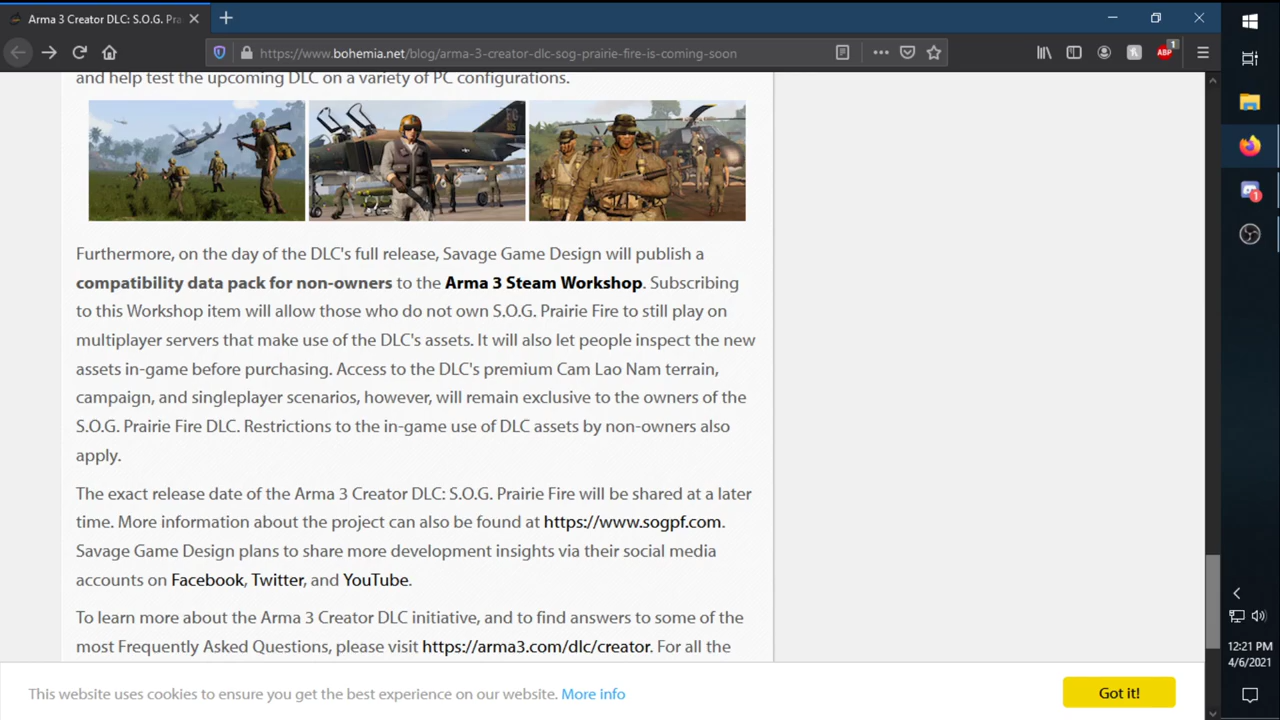 Arma 3 Creator DLC: S.O.G. Pra
https://www.bohemia.net/blog/arma-3-creator-dlc-sog-prairie-fire-is-coming-soon
ABP
1
and help test the upcoming DLC on a variety of PC configurations.
Furthermore, on the day of the DLC's full release, Savage Game Design will publish a
compatibility data pack for non-owners to the Arma 3 Steam Workshop. Subscribing
to this Workshop item will allow those who do not own S.O.G. Prairie Fire to still play on
multiplayer servers that make use of the DLC's assets. It will also let people inspect the new
assets in-game before purchasing. Access to the DLC's premium Cam Lao Nam terrain,
campaign, and singleplayer scenarios, however, will remain exclusive to the owners of the
S.O.G. Prairie Fire DLC. Restrictions to the in-game use of DLC assets by non-owners also
apply.
The exact release date of the Arma 3 Creator DLC: S.O.G. Prairie Fire will be shared at a later
time. More information about the project can also be found at https://www.sogpf.com.
Savage Game Design plans to share more development insights via their social media
accounts on Facebook, Twitter, and YouTube.
To learn more about the Arma 3 Creator DLC initiative, and to find answers to some of the
most Frequently Asked Questions, please visit https://arma3.com/dlc/creator. For all the
This website uses cookies to ensure you get the best experience on our website. More info
Got it!
1
12:21 PM
4/6/2021